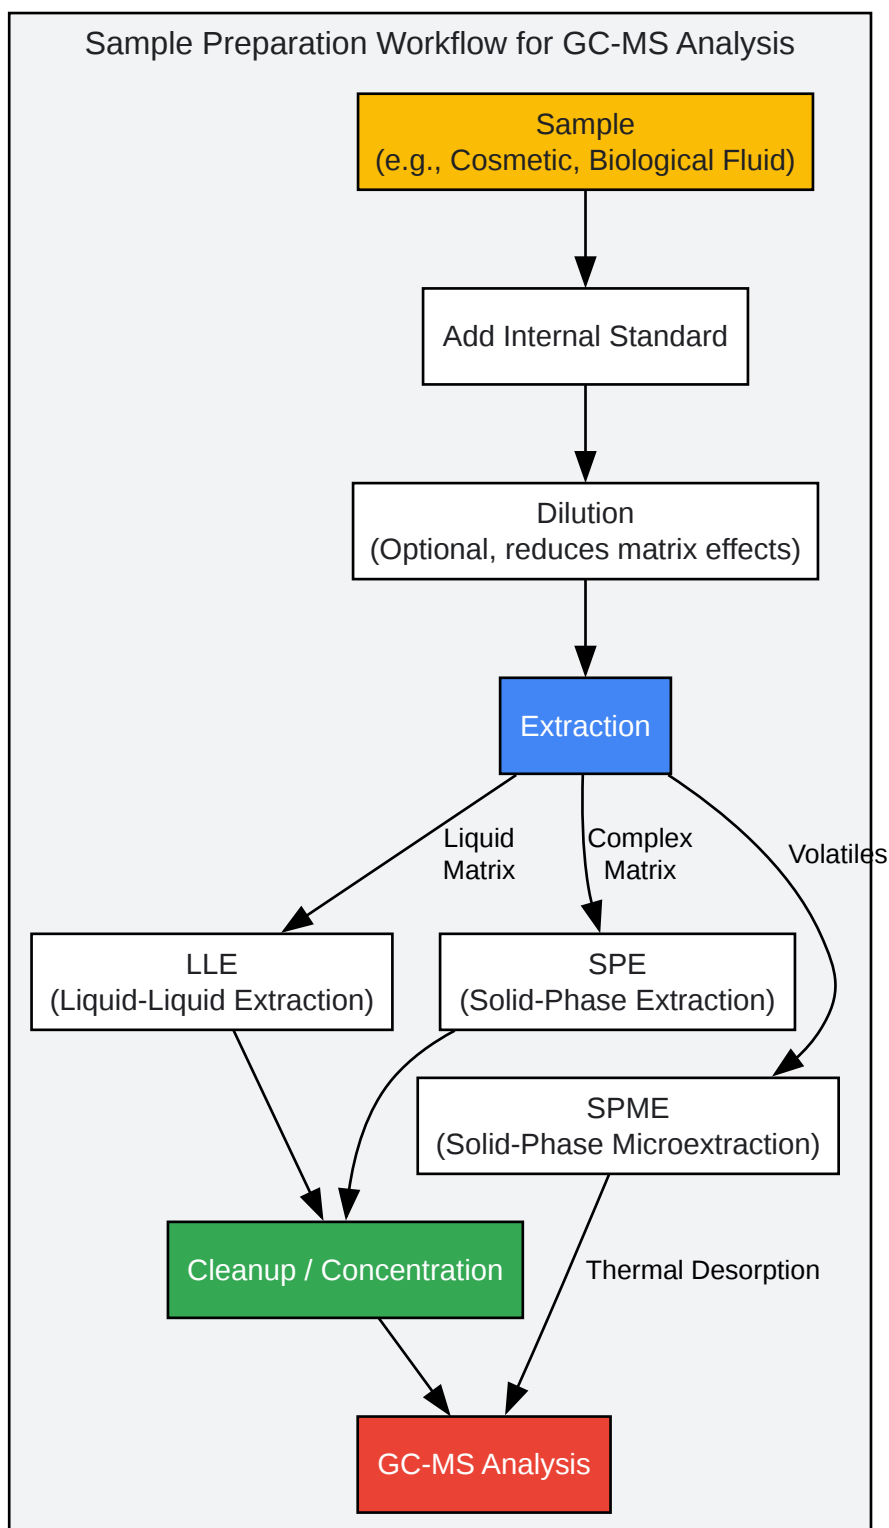 Sample Preparation Workflow for GC-MS Analysis
Sample
(e.g., Cosmetic, Biological Fluid)
Add Internal Standard
Dilution
(Optional, reduces matrix effects)
Extraction
Liquid
Matrix
Complex
Matrix
Volatiles
LLE
(Liquid-Liquid Extraction)
SPE
(Solid-Phase Extraction)
SPME
(Solid-Phase Microextraction)
Cleanup / Concentration
Thermal Desorption
GC-MS Analysis